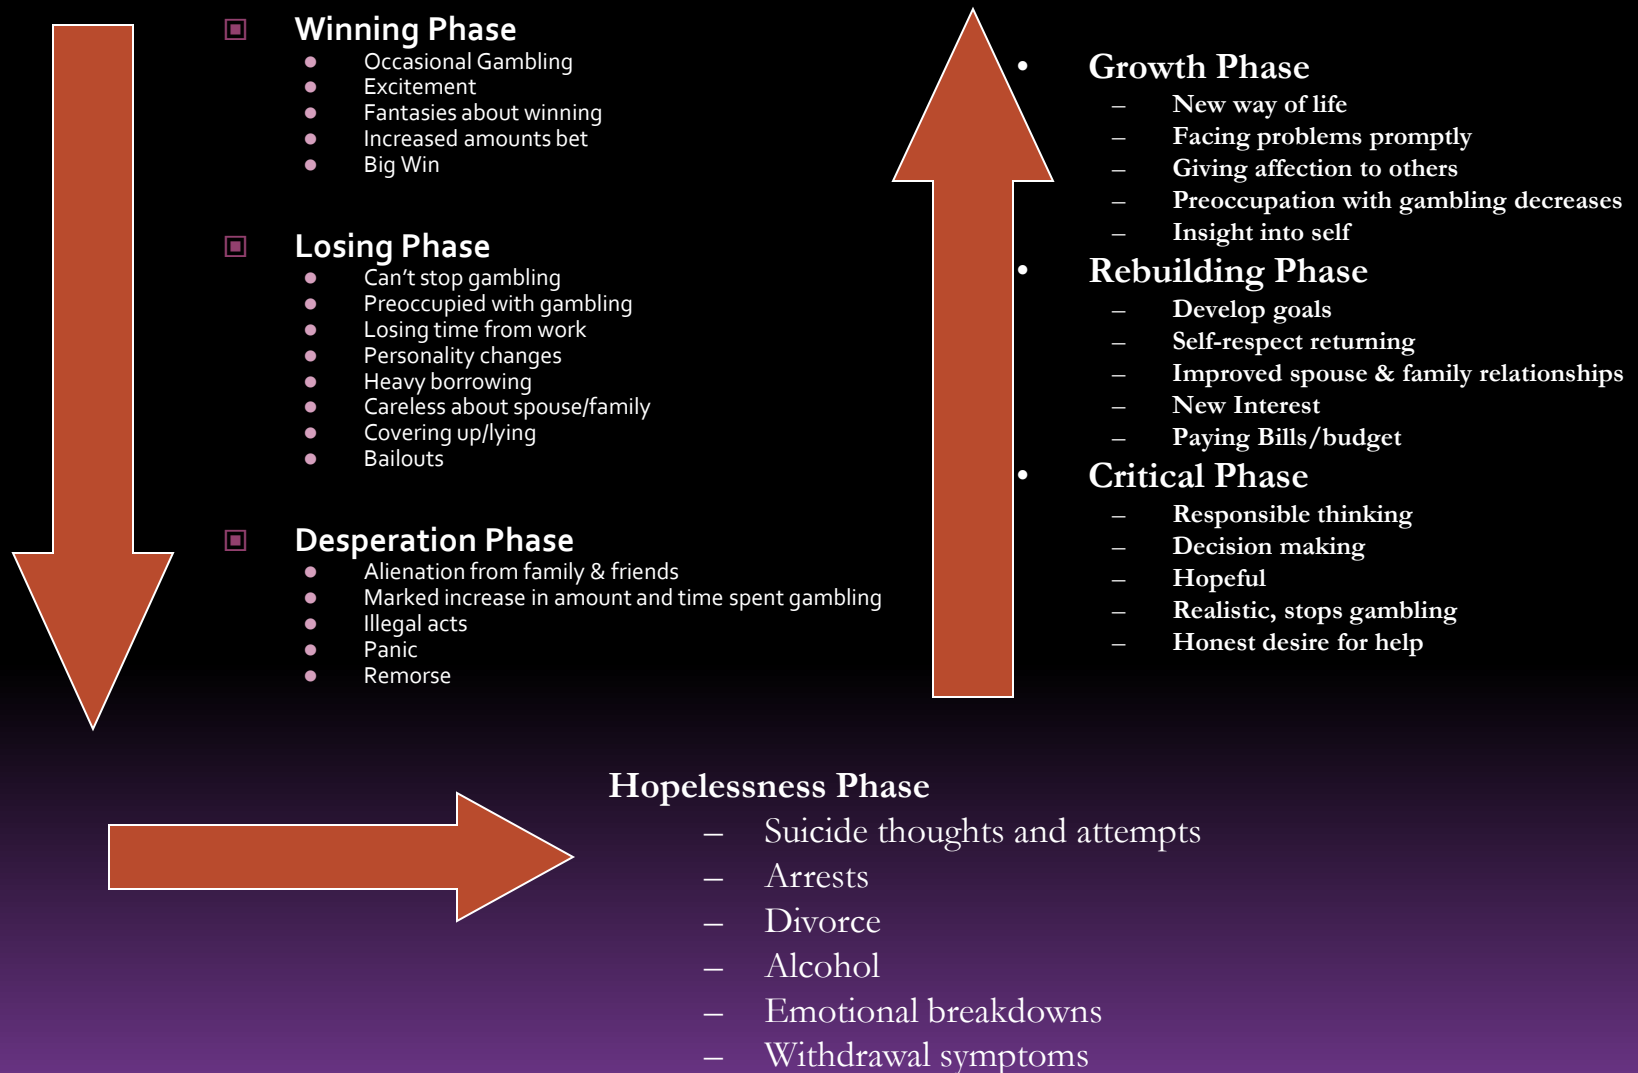 Winning Phase
Occasional Gambling
Excitement
Fantasies about winning
Increased amounts bet
Big Win
Losing Phase
Can't stop gambling
Preoccupied with gambling
Losing time from work
Personality changes
Heavy borrowing
Careless about spouse/family
Covering up/lying
Bailouts
Desperation Phase
Alienation from family & friends
Marked increase in amount and time spent gambling
Illegal acts
Panic
Remorse
• Growth Phase
– New way of life
– Facing problems promptly
– Giving affection to others
– Preoccupation with gambling decreases
– Insight into self
• Rebuilding Phase
– Develop goals
– Self-respect returning
– Improved spouse & family relationships
– New Interest
– Paying Bills/budget
• Critical Phase
– Responsible thinking
– Decision making
– Hopeful
– Realistic, stops gambling
– Honest desire for help
Hopelessness Phase
– Suicide thoughts and attempts
– Arrests
– Divorce
– Alcohol
– Emotional breakdowns
– Withdrawal symptoms